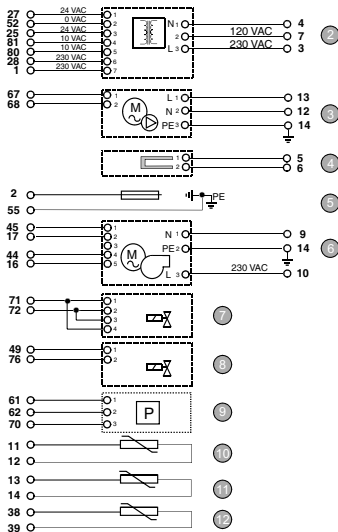 27 24 VAC 1 N 1 4
52 0 VAC 2
25 24 VAC 3 2 120 VAC 7 2
81 10 VAC 4
80 10 VAC 5 L 3 230 VAC 3
28 230 VAC 6
1 230 VAC 7
67 1 L 1 13
68 2 M N 2 12 3
PE 3 14
1 5 4
2 6
2 PE 5
55
45 1 N 1 9
17 2
3 M PE 2 14 6
44 4
16 5 L 3 230 VAC 10
71 1
72 2 7
3
4
49 1
76 2 8
61 1
62 2 P 9
70 3
11 10
12
13 11
14
38 12
39